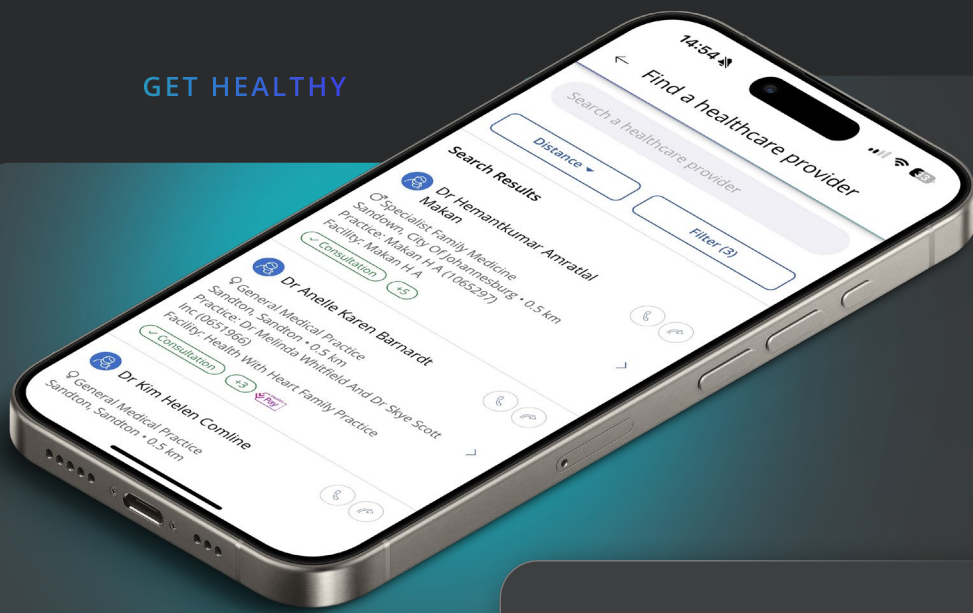 GET HEALTHY
14:54
Find a healthcare provider
Search a healthcare provider
Distance
Filter (3)
Search Results
Dr Hemantkumar Amratlal
Makan
Specialist Family Medicine
Sandown, City Of Johannesburg • 0.5 km
Practice: Makan H A (1065297)
Facility: Makan H A
✓ Consultation
+5
Dr Anelle Karen Barnardt
General Medical Practice
Sandton, Sandton • 0.5 km
Practice: Dr Melinda Whitfield And Dr Skye Scott
Inc (0651966)
Facility: Health With Heart Family Practice
✓ Consultation
+3
Pay
Dr Kim Helen Comline
General Medical Practice
Sandton, Sandton • 0.5 km